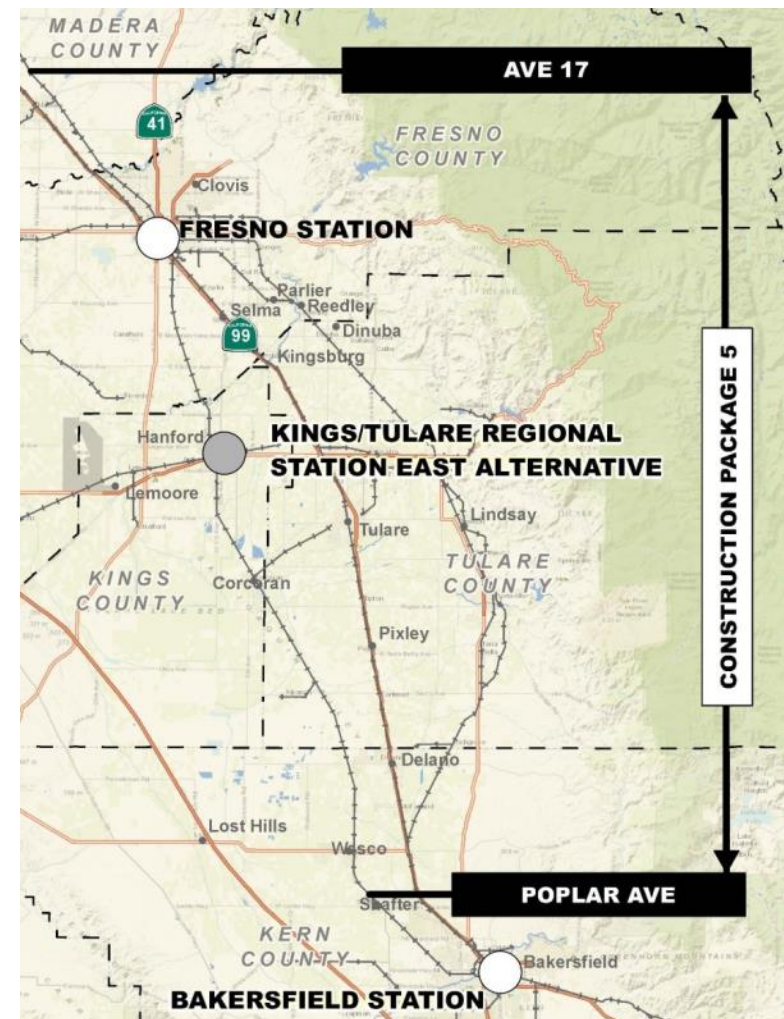 MADERA
COUNTY
AVE 17
CALIFORNIA
41
FRESNO
COUNTY
Clovis
FRESNO STATION
Parlier
Reedley
Selma
Dinuba
CALIFORNIA
99
Kingsburg
Hanford
KINGS/TULARE REGIONAL
STATION EAST ALTERNATIVE
Lemoore
Tulare
Lindsay
CONSTRUCTION PACKAGE 5
TULARE
COUNTY
KINGS
COUNTY
Corcoran
Pixley
Delano
Lost Hills
Wasco
POPLAR AVE
Shafter
KERN
COUNTY
Bakersfield
BAKERSFIELD STATION